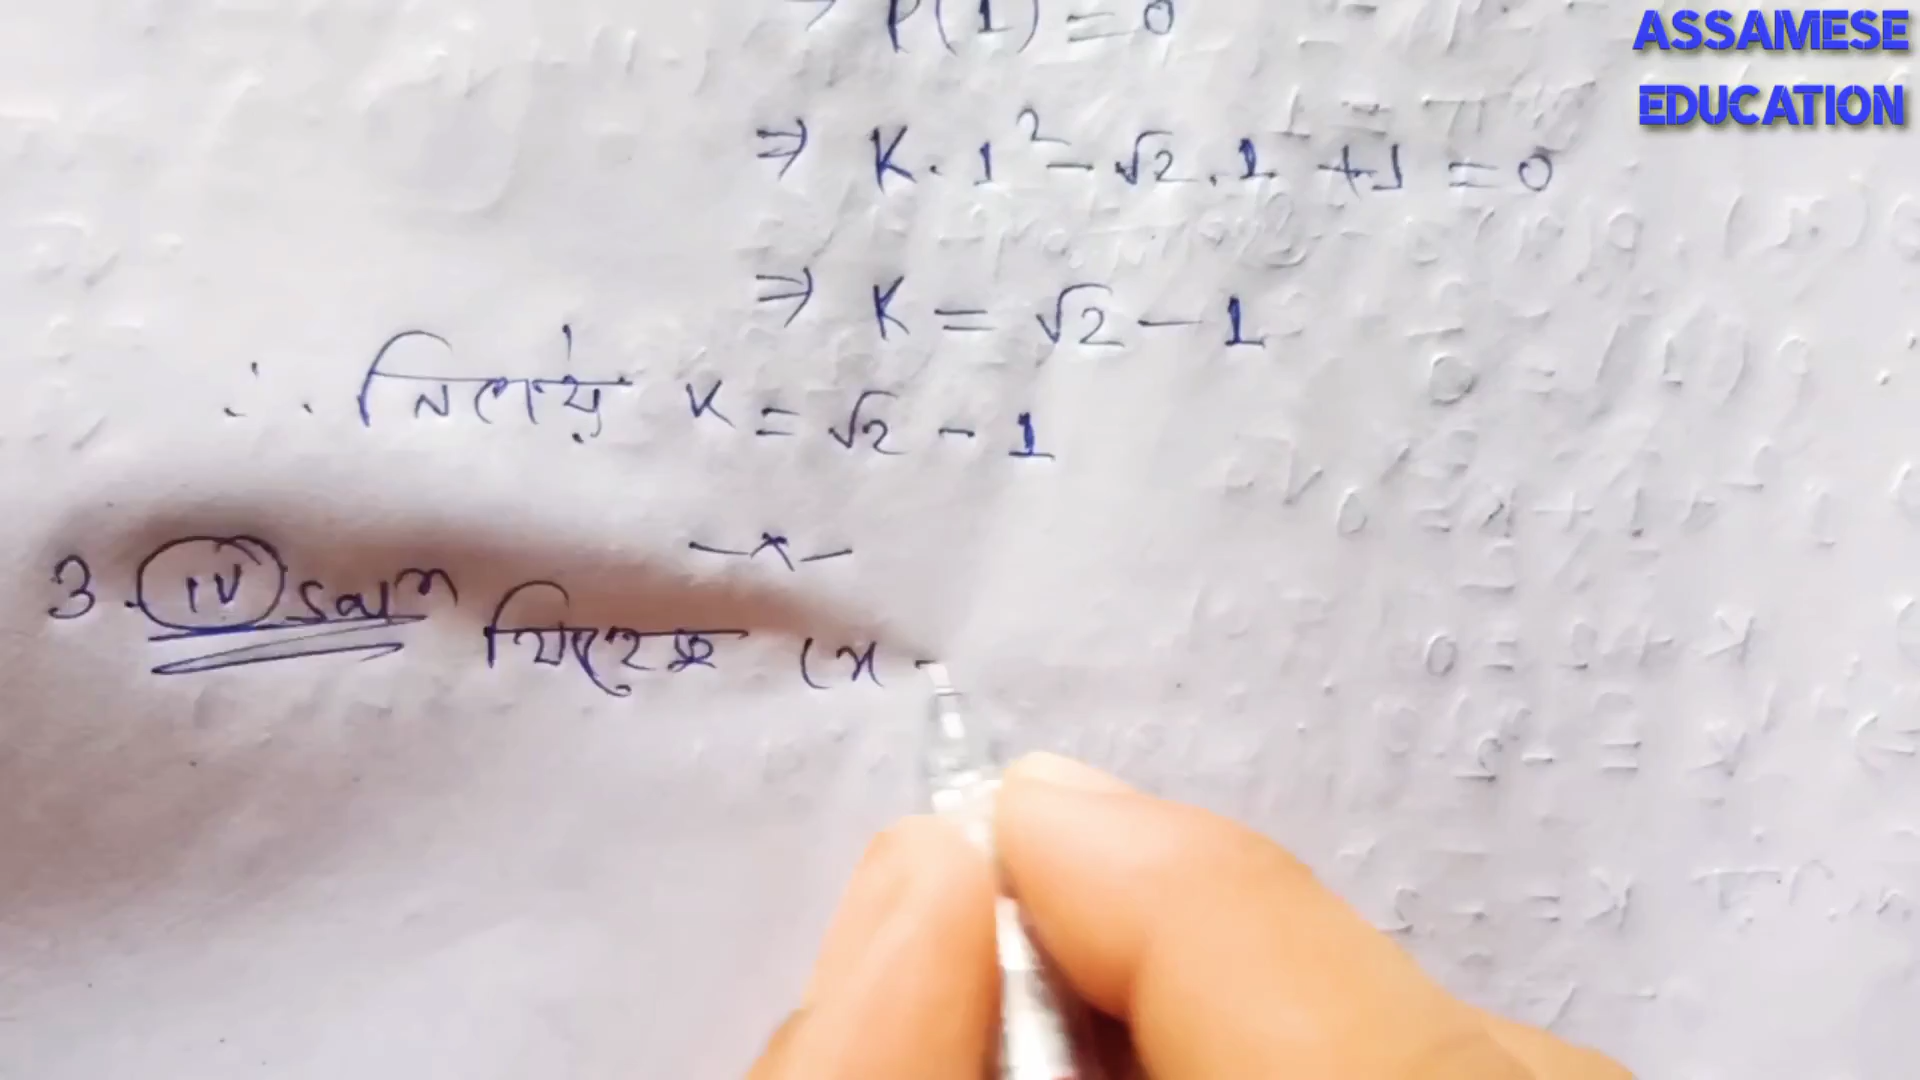 ASSAMESE
EDUCATION
⇒ P(1) = 0
⇒ K. 1² - √2 . 1 + 1 = 0
⇒ K = √2 - 1
∴ নিৰ্ণেয় K = √2 - 1
—x—
3. (iv) Solⁿ যিহেতু (x -